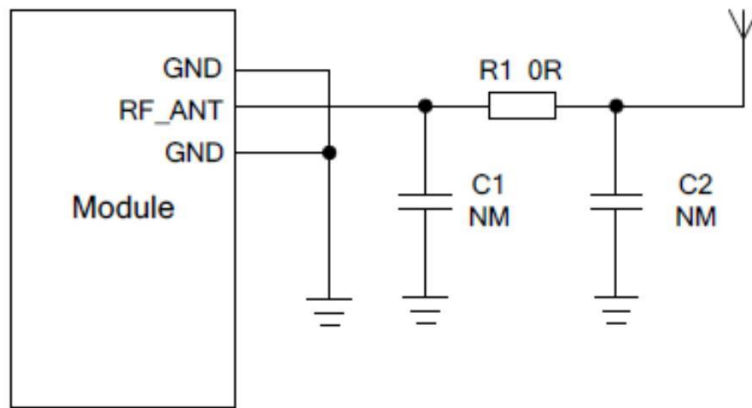 GND
RF_ANT
GND
Module
R1 0R
C1
NM
C2
NM